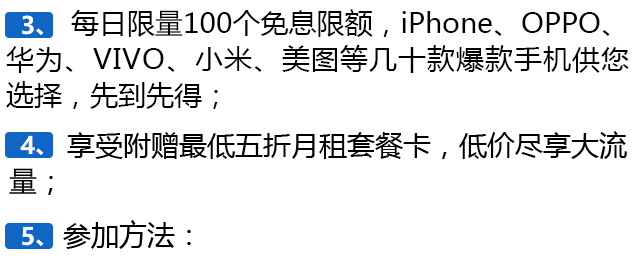 3、 每日限量100个免息限额，iPhone、OPPO、
华为、VIVO、小米、美图等几十款爆款手机供您
选择，先到先得；
4、 享受附赠最低五折月租套餐卡，低价尽享大流
量；
5、 参加方法：